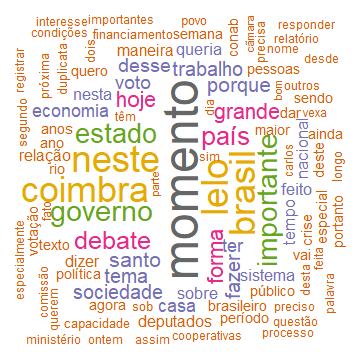 interesse importantes povo
condições financiamento semana câmara responder
próxima dois maneira queria conab precisa nome relatório
registrar duplicata quero desse trabalho porque pessoas desde
segundo nesta voto dia bom outros sendo
economia hoje grande dar vexa
anos têm momento país maior nacional ainda
ano estado sim carlos deste longo
relação neste lelo brasil
rio parte importante
coimbra feito especial
governo forma tempo portanto
votação fato debate ter crise
texto dizer santo fazer vai feita
especialmente política tema sistema desta
comissão querem sociedade sobre público palavra
agora sob casa brasileiro preciso
capacidade deputados período questão
ministério ontem assim cooperativas processo